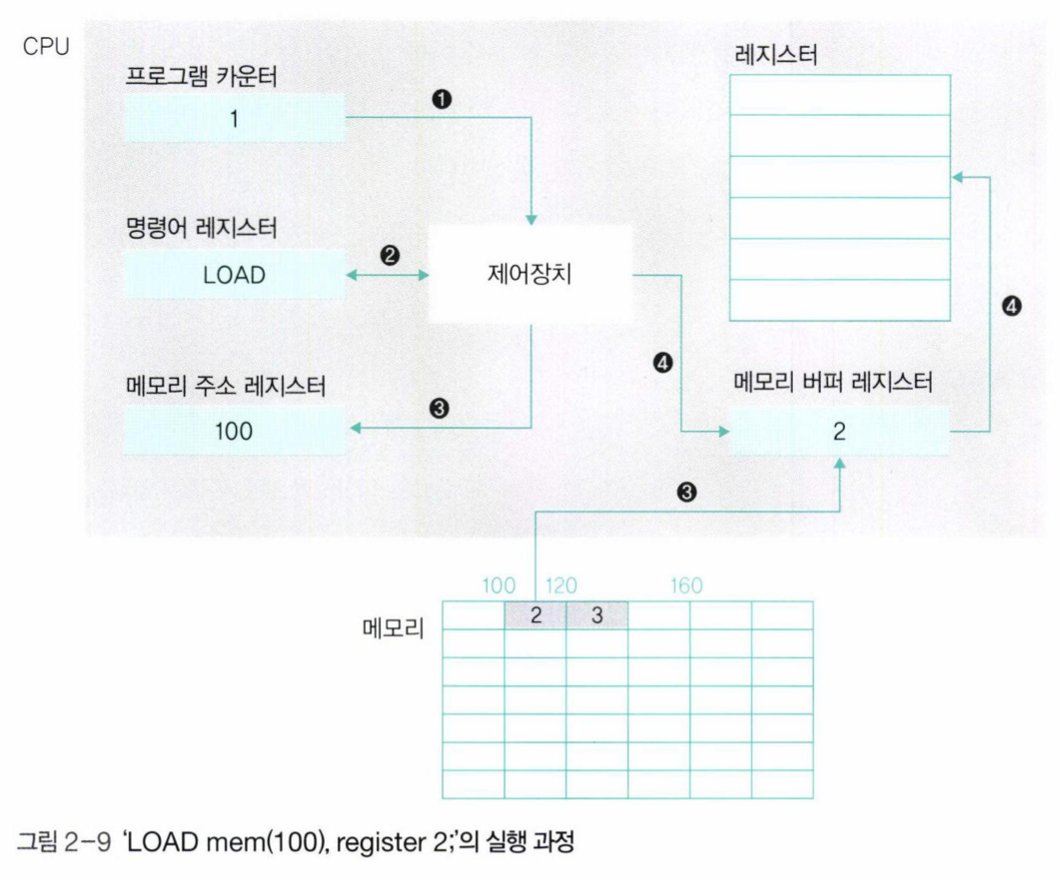 CPU
프로그램 카운터
1
❶
레지스터
명령어 레지스터
LOAD
❷
제어장치
❹
❹
메모리 주소 레지스터
100
❸
메모리 버퍼 레지스터
2
❸
100 120 160
메모리
2 3
그림 2-9 ‘LOAD mem(100), register 2;’의 실행 과정